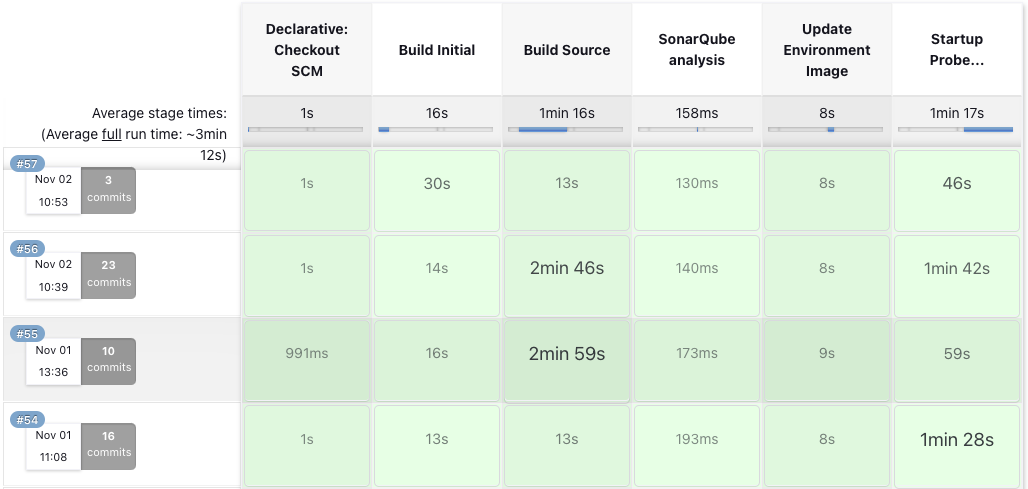 Declarative:
Checkout
SCM
Build Initial
Build Source
SonarQube
analysis
Update
Environment
Image
Startup
Probe...
Average stage times:
(Average full run time: ~3min
12s)
1s
16s
1min 16s
158ms
8s
1min 17s
#57
Nov 02
10:53
3
commits
1s
30s
13s
130ms
8s
46s
#56
Nov 02
10:39
23
commits
1s
14s
2min 46s
140ms
8s
1min 42s
#55
Nov 01
13:36
10
commits
991ms
16s
2min 59s
173ms
9s
59s
#54
Nov 01
11:08
16
commits
1s
13s
13s
193ms
8s
1min 28s